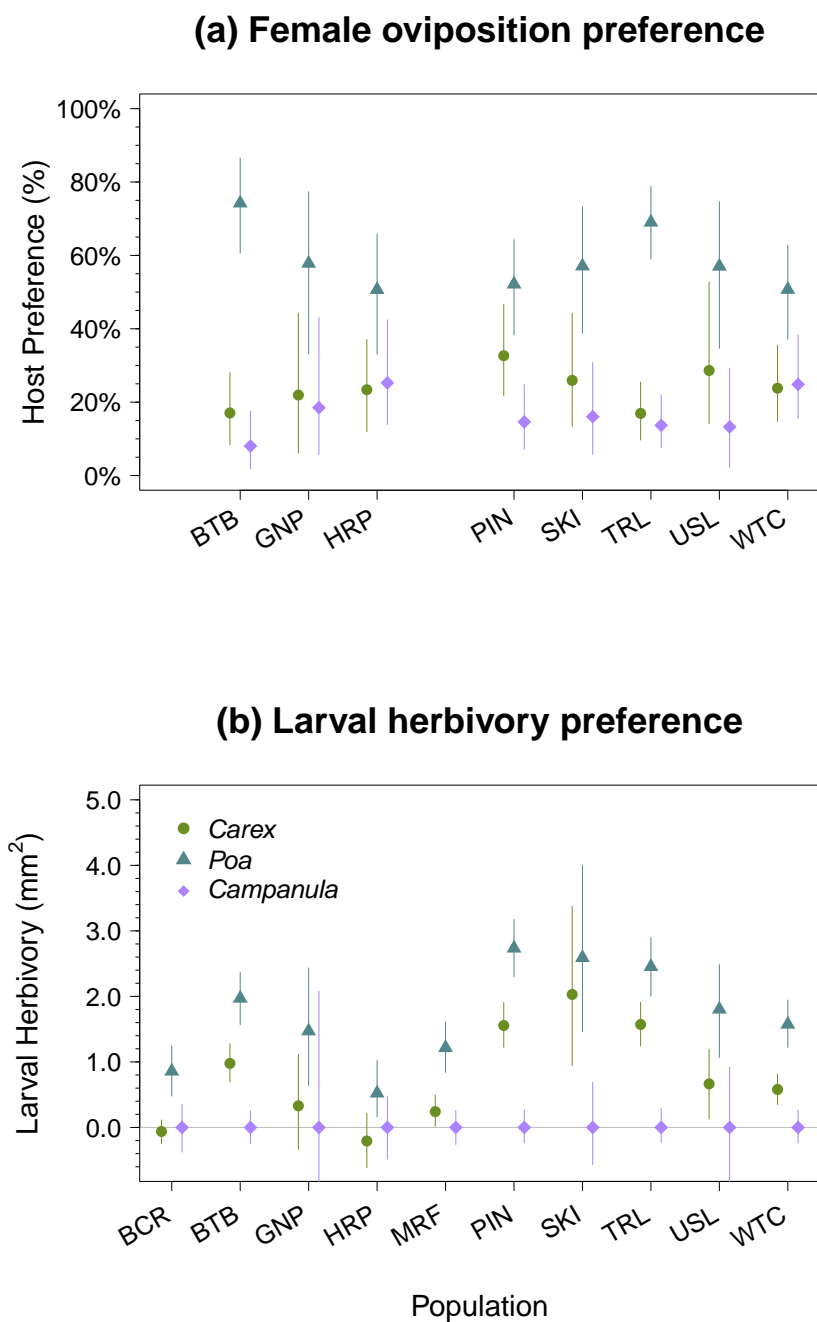 (a) Female oviposition preference
100%
80%
60%
40%
20%
0%
Host Preference (%)
BTB GNP HRP PIN SKI TRL USL WTC
(b) Larval herbivory preference
5.0
4.0
3.0
2.0
1.0
0.0
Larval Herbivory (mm²)
Carex
Poa
Campanula
BCR BTB GNP HRP MRF PIN SKI TRL USL WTC
Population